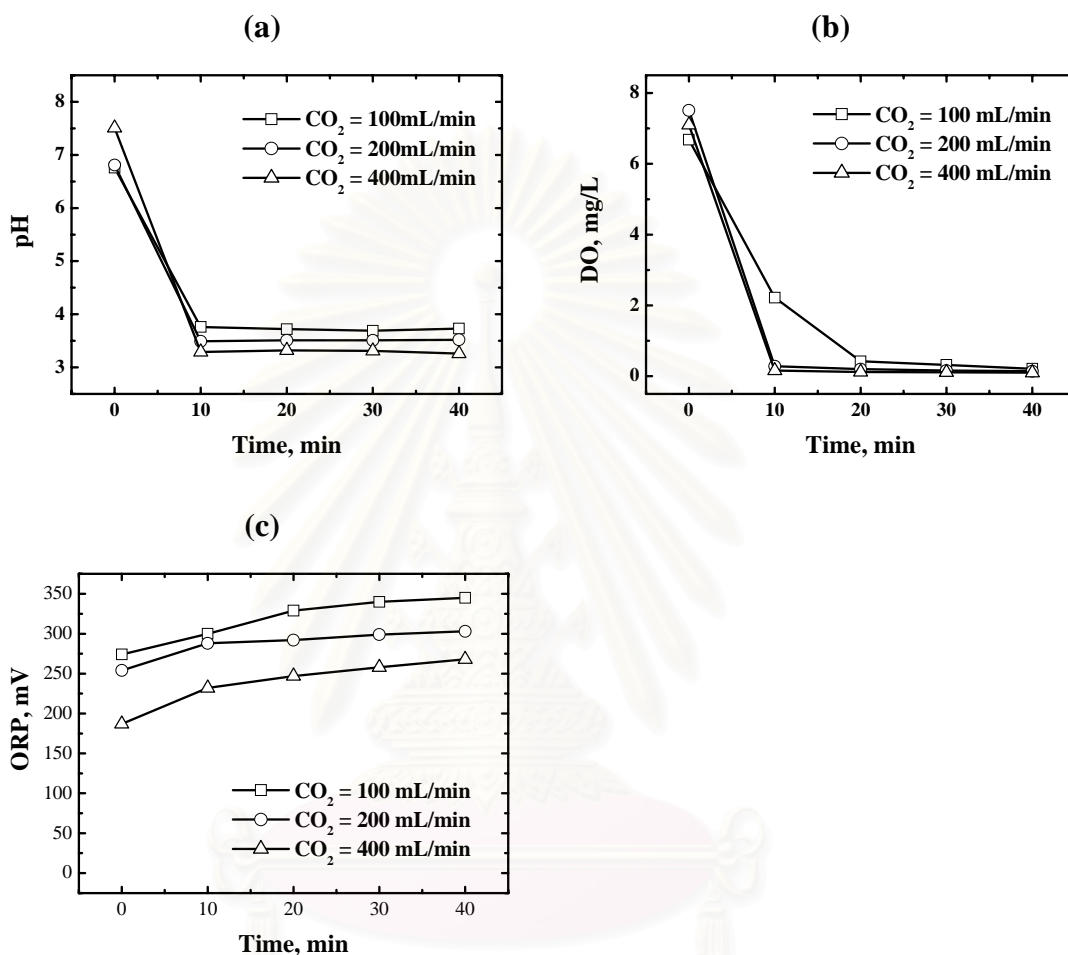 (a)
8
7
6
5
4
3
pH
CO₂ = 100mL/min
CO₂ = 200mL/min
CO₂ = 400mL/min
0 10 20 30 40
Time, min
(b)
8
6
4
2
0
DO, mg/L
CO₂ = 100 mL/min
CO₂ = 200 mL/min
CO₂ = 400 mL/min
0 10 20 30 40
Time, min
(c)
350
300
250
200
150
100
50
0
ORP, mV
CO₂ = 100 mL/min
CO₂ = 200 mL/min
CO₂ = 400 mL/min
0 10 20 30 40
Time, min